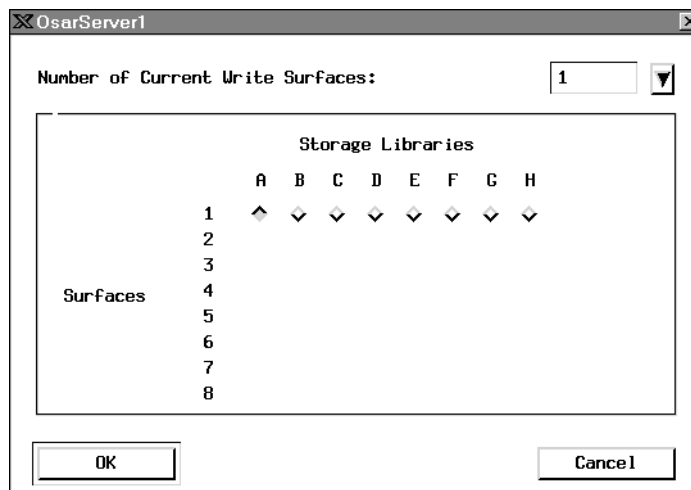 OsarServer1
Number of Current Write Surfaces: 1
Storage Libraries
A B C D E F G H
1
2
3
Surfaces 4
5
6
7
8
OK Cancel